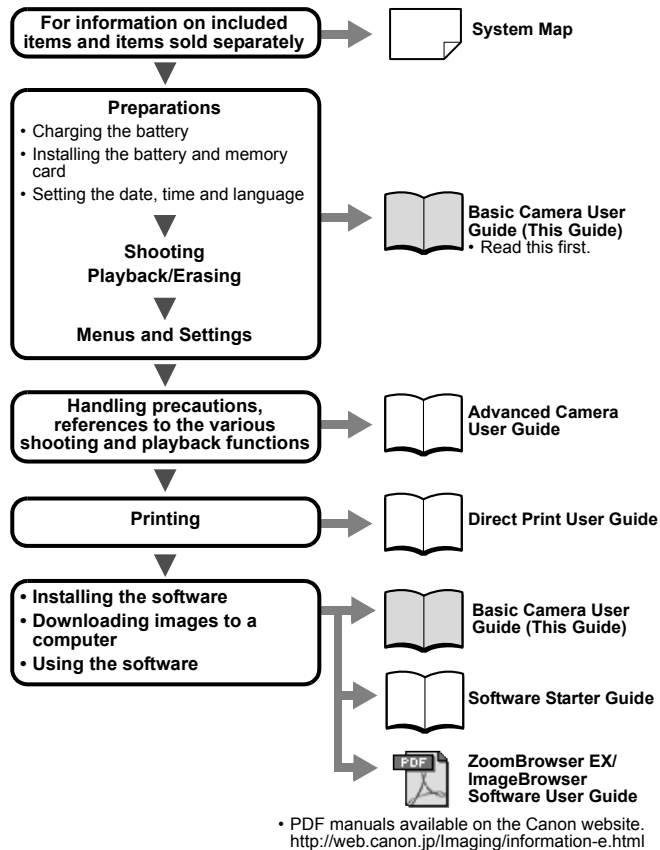 For information on included
items and items sold separately
System Map
Preparations
• Charging the battery
• Installing the battery and memory
card
• Setting the date, time and language
Shooting
Playback/Erasing
Menus and Settings
Basic Camera User
Guide (This Guide)
• Read this first.
Handling precautions,
references to the various
shooting and playback functions
Advanced Camera
User Guide
Printing
Direct Print User Guide
• Installing the software
• Downloading images to a
computer
• Using the software
Basic Camera User
Guide (This Guide)
Software Starter Guide
PDF
ZoomBrowser EX/
ImageBrowser
Software User Guide
• PDF manuals available on the Canon website.
http://web.canon.jp/Imaging/information-e.html